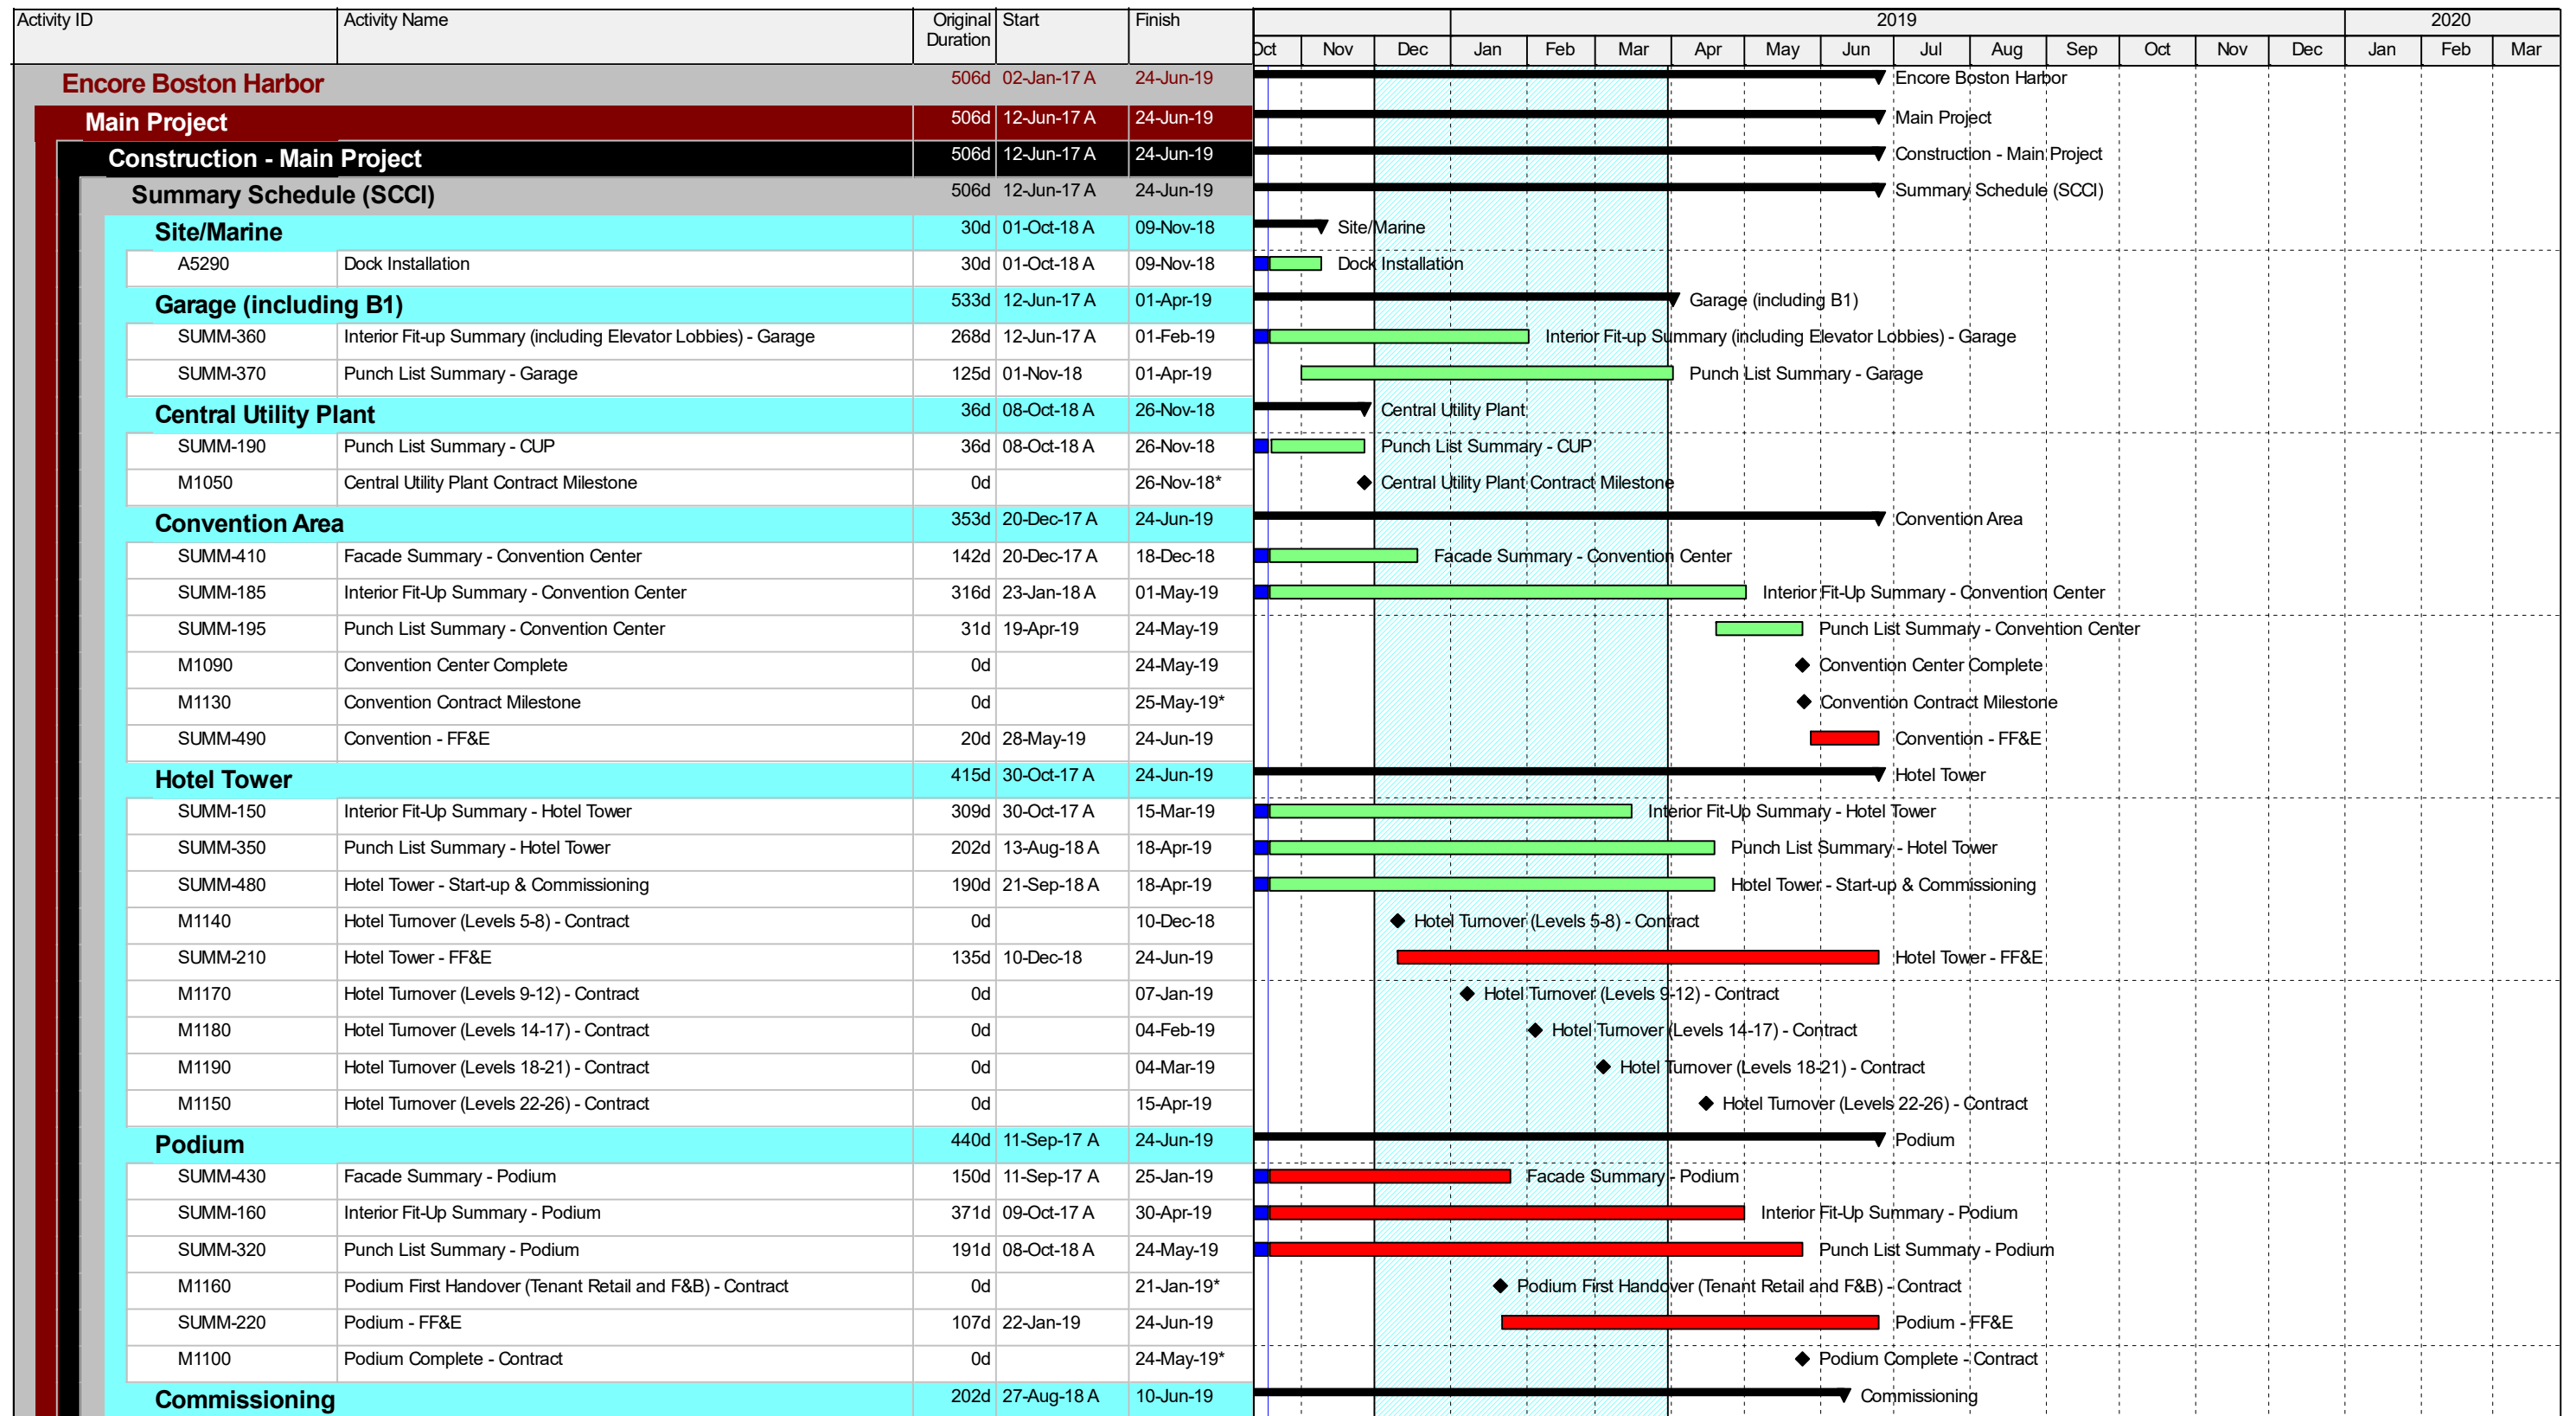 Activity ID Activity Name Original Duration Start Finish 2019 2020
Oct Nov Dec Jan Feb Mar Apr May Jun Jul Aug Sep Oct Nov Dec Jan Feb Mar
Encore Boston Harbor 506d 02-Jan-17 A 24-Jun-19 Encore Boston Harbor
Main Project 506d 12-Jun-17 A 24-Jun-19 Main Project
Construction - Main Project 506d 12-Jun-17 A 24-Jun-19 Construction - Main Project
Summary Schedule (SCCI) 506d 12-Jun-17 A 24-Jun-19 Summary Schedule (SCCI)
Site/Marine 30d 01-Oct-18 A 09-Nov-18 Site/Marine
A5290 Dock Installation 30d 01-Oct-18 A 09-Nov-18 Dock Installation
Garage (including B1) 533d 12-Jun-17 A 01-Apr-19 Garage (including B1)
SUMM-360 Interior Fit-up Summary (including Elevator Lobbies) - Garage 268d 12-Jun-17 A 01-Feb-19 Interior Fit-up Summary (including Elevator Lobbies) - Garage
SUMM-370 Punch List Summary - Garage 125d 01-Nov-18 01-Apr-19 Punch List Summary - Garage
Central Utility Plant 36d 08-Oct-18 A 26-Nov-18 Central Utility Plant
SUMM-190 Punch List Summary - CUP 36d 08-Oct-18 A 26-Nov-18 Punch List Summary - CUP
M1050 Central Utility Plant Contract Milestone 0d 26-Nov-18* Central Utility Plant Contract Milestone
Convention Area 353d 20-Dec-17 A 24-Jun-19 Convention Area
SUMM-410 Facade Summary - Convention Center 142d 20-Dec-17 A 18-Dec-18 Facade Summary - Convention Center
SUMM-185 Interior Fit-Up Summary - Convention Center 316d 23-Jan-18 A 01-May-19 Interior Fit-Up Summary - Convention Center
SUMM-195 Punch List Summary - Convention Center 31d 19-Apr-19 24-May-19 Punch List Summary - Convention Center
M1090 Convention Center Complete 0d 24-May-19 Convention Center Complete
M1130 Convention Contract Milestone 0d 25-May-19* Convention Contract Milestone
SUMM-490 Convention - FF&E 20d 28-May-19 24-Jun-19 Convention - FF&E
Hotel Tower 415d 30-Oct-17 A 24-Jun-19 Hotel Tower
SUMM-150 Interior Fit-Up Summary - Hotel Tower 309d 30-Oct-17 A 15-Mar-19 Interior Fit-Up Summary - Hotel Tower
SUMM-350 Punch List Summary - Hotel Tower 202d 13-Aug-18 A 18-Apr-19 Punch List Summary - Hotel Tower
SUMM-480 Hotel Tower - Start-up & Commissioning 190d 21-Sep-18 A 18-Apr-19 Hotel Tower - Start-up & Commissioning
M1140 Hotel Turnover (Levels 5-8) - Contract 0d 10-Dec-18 Hotel Turnover (Levels 5-8) - Contract
SUMM-210 Hotel Tower - FF&E 135d 10-Dec-18 24-Jun-19 Hotel Tower - FF&E
M1170 Hotel Turnover (Levels 9-12) - Contract 0d 07-Jan-19 Hotel Turnover (Levels 9-12) - Contract
M1180 Hotel Turnover (Levels 14-17) - Contract 0d 04-Feb-19 Hotel Turnover (Levels 14-17) - Contract
M1190 Hotel Turnover (Levels 18-21) - Contract 0d 04-Mar-19 Hotel Turnover (Levels 18-21) - Contract
M1150 Hotel Turnover (Levels 22-26) - Contract 0d 15-Apr-19 Hotel Turnover (Levels 22-26) - Contract
Podium 440d 11-Sep-17 A 24-Jun-19 Podium
SUMM-430 Facade Summary - Podium 150d 11-Sep-17 A 25-Jan-19 Facade Summary - Podium
SUMM-160 Interior Fit-Up Summary - Podium 371d 09-Oct-17 A 30-Apr-19 Interior Fit-Up Summary - Podium
SUMM-320 Punch List Summary - Podium 191d 08-Oct-18 A 24-May-19 Punch List Summary - Podium
M1160 Podium First Handover (Tenant Retail and F&B) - Contract 0d 21-Jan-19* Podium First Handover (Tenant Retail and F&B) - Contract
SUMM-220 Podium - FF&E 107d 22-Jan-19 24-Jun-19 Podium - FF&E
M1100 Podium Complete - Contract 0d 24-May-19* Podium Complete - Contract
Commissioning 202d 27-Aug-18 A 10-Jun-19 Commissioning